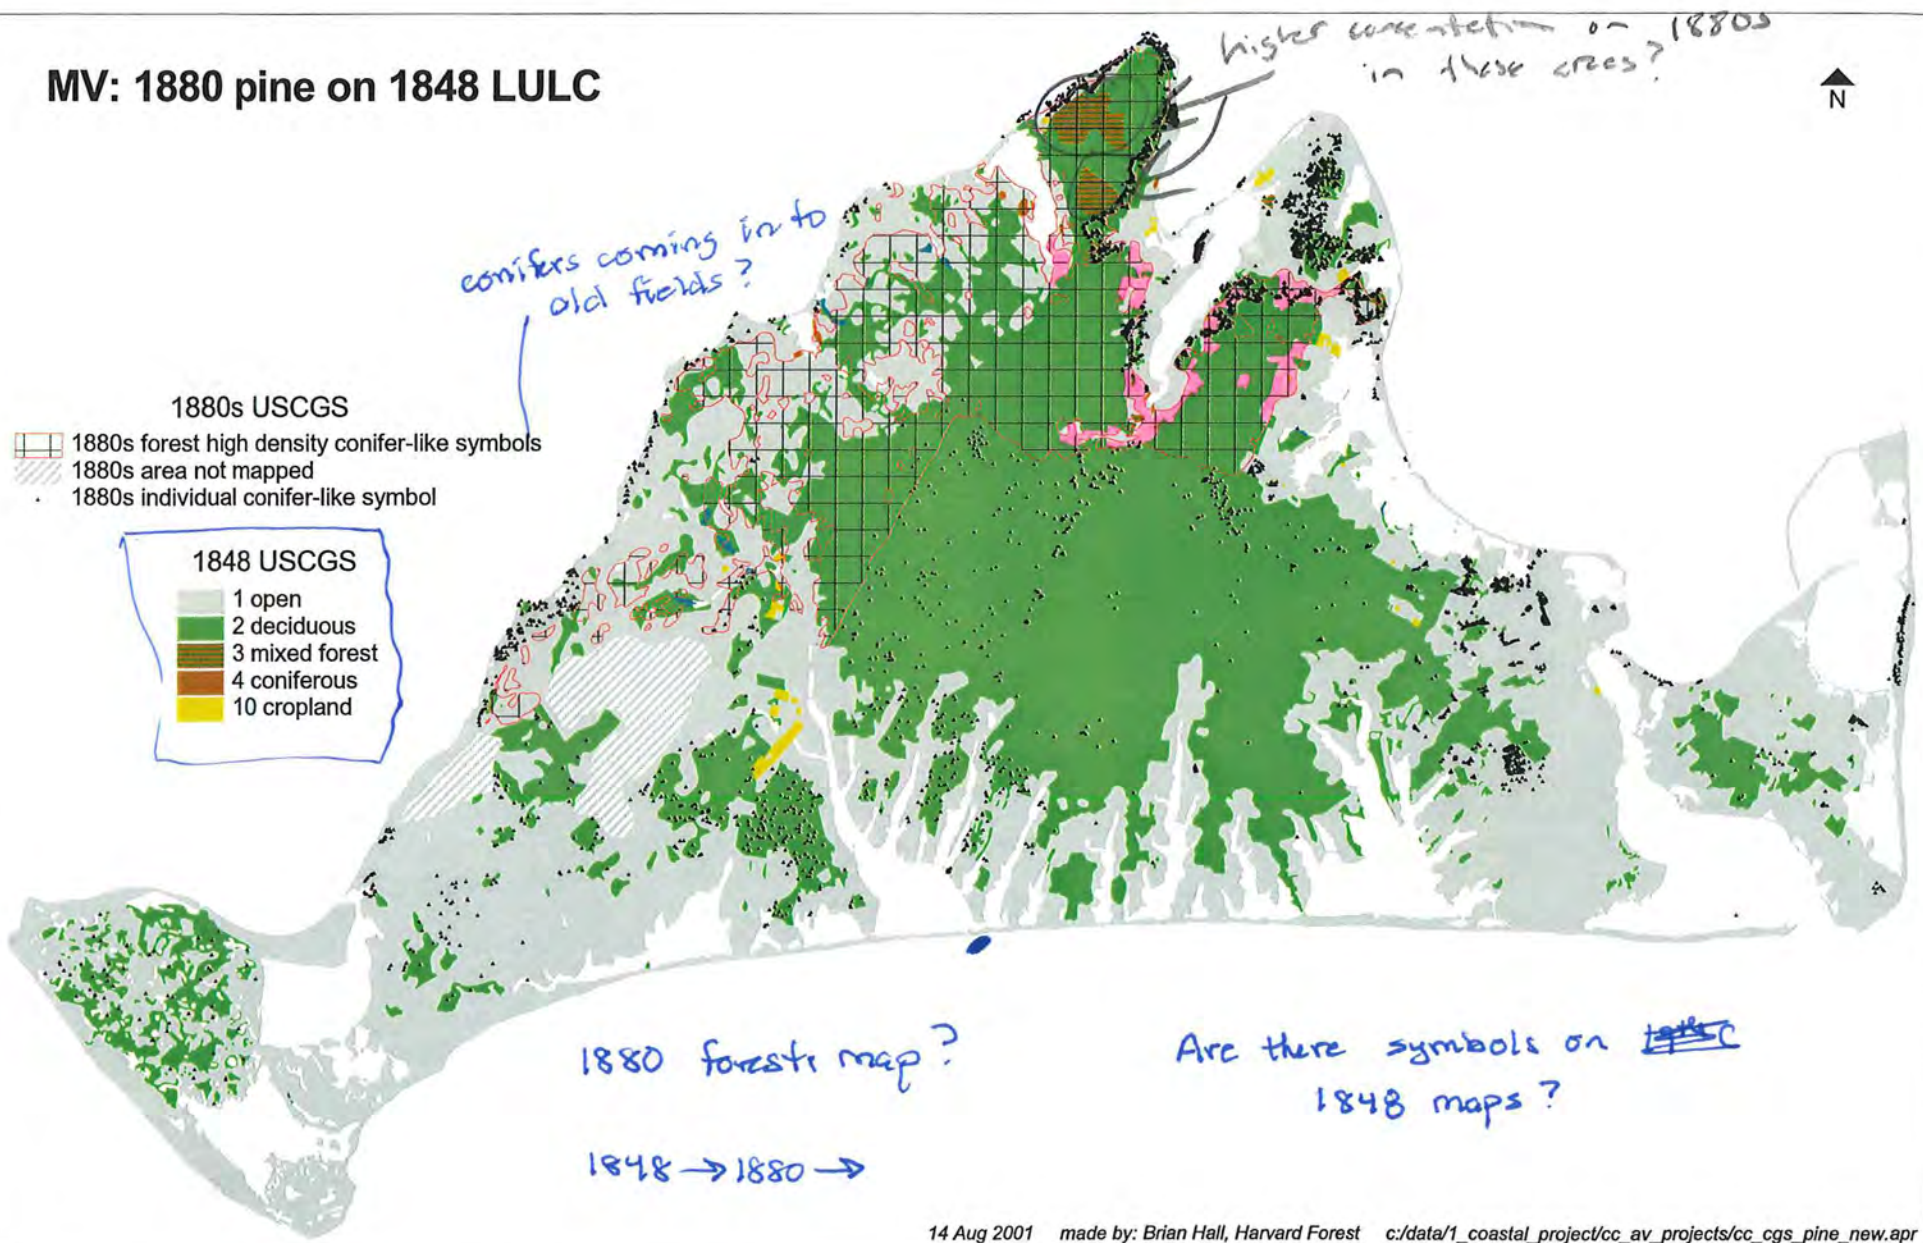 higher concentration on 1880s
in these areas?
MV: 1880 pine on 1848 LULC
N
conifers coming in to
old fields?
1880s USCGS
1880s forest high density conifer-like symbols
1880s area not mapped
1880s individual conifer-like symbol
1848 USCGS
1 open
2 deciduous
3 mixed forest
4 coniferous
10 cropland
1880 forests map?
Are there symbols on
1848 maps?
1848 → 1880 →
14 Aug 2001 made by: Brian Hall, Harvard Forest c:/data/1_coastal_project/cc_av_projects/cc_cgs_pine_new.apr